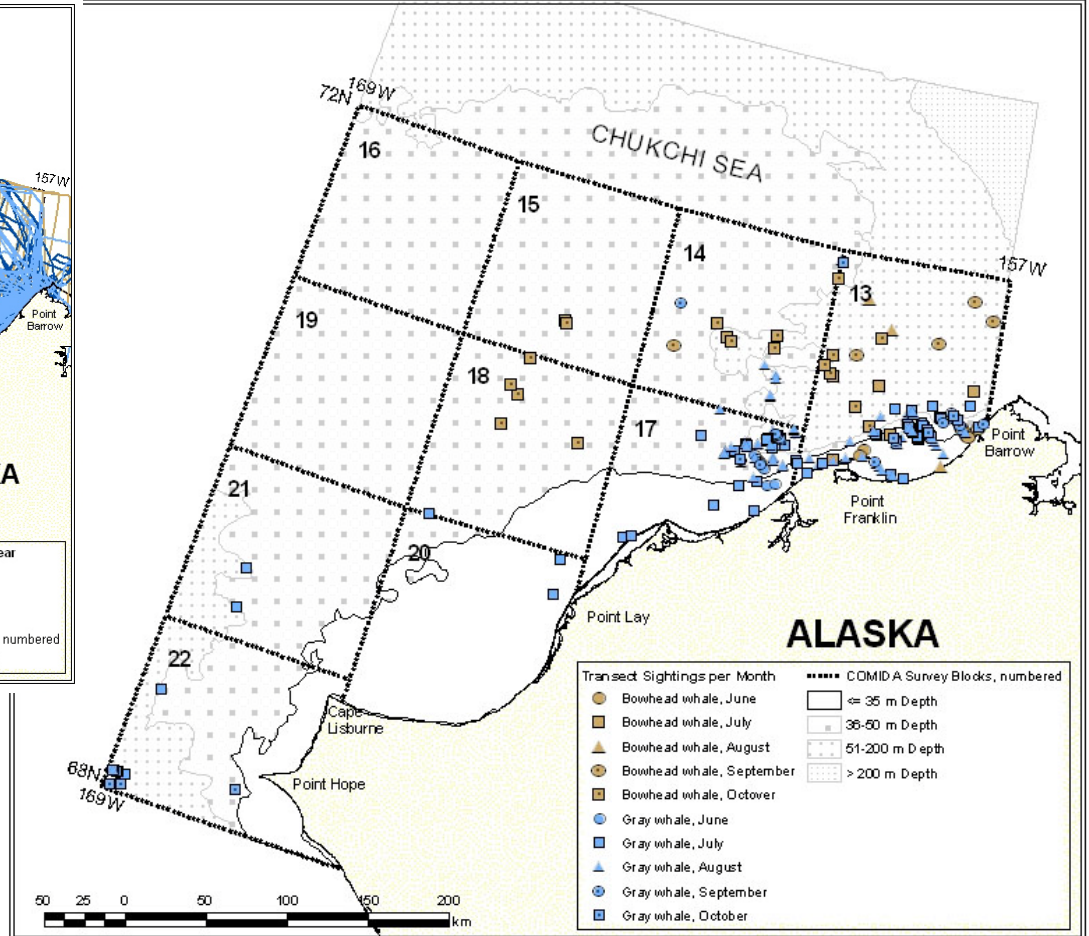 157W
Point
Barrow
A
ear
numbered
169W
72N
CHUKCHI SEA
16
15
14
157W
13
19
18
17
Point
Barrow
21
Point
Franklin
20
Point Lay
ALASKA
22
Cape
Lisburne
68N
169W
Point Hope
Transect Sightings per Month
Bowhead whale, June
Bowhead whale, July
Bowhead whale, August
Bowhead whale, September
Bowhead whale, Octover
Gray whale, June
Gray whale, July
Gray whale, August
Gray whale, September
Gray whale, October
COMIDA Survey Blocks, numbered
<= 35 m Depth
36-50 m Depth
51-200 m Depth
> 200 m Depth
50 25 0 50 100 150 200
km